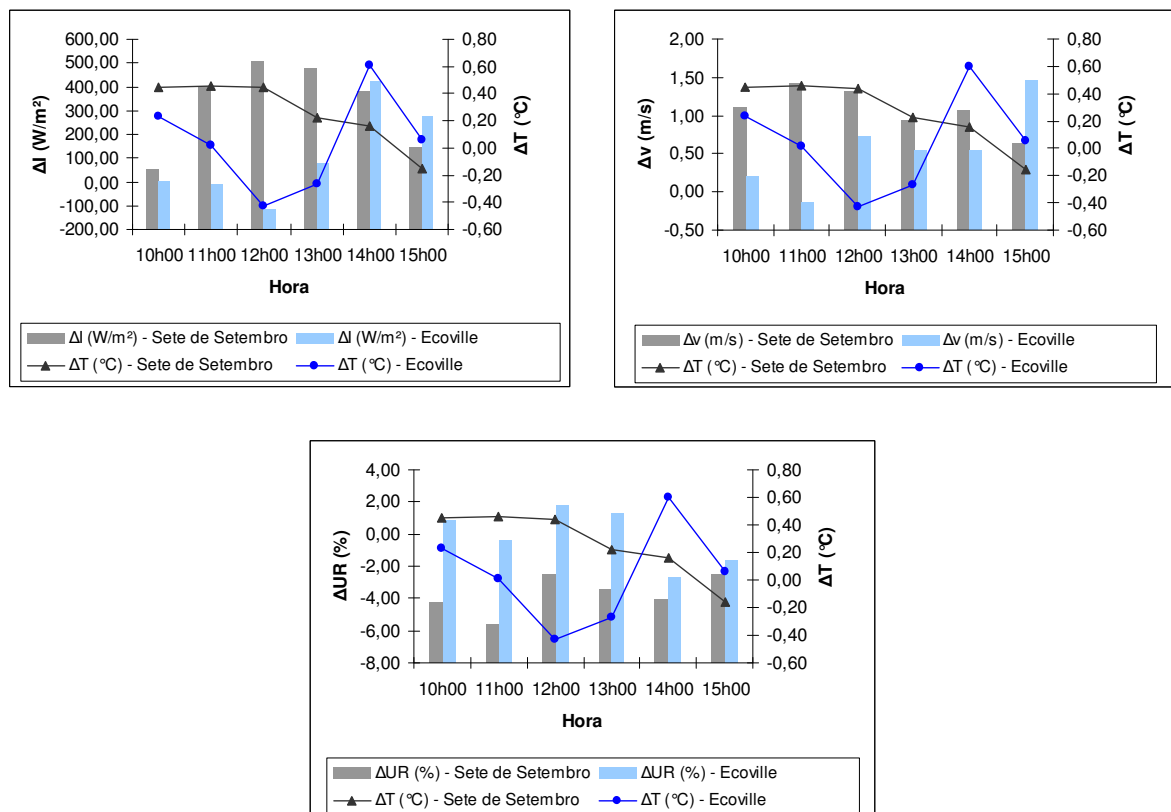 600,00
500,00
400,00
300,00
200,00
100,00
0,00
-100,00
-200,00
ΔI (W/m²)
0,80
0,60
0,40
0,20
0,00
-0,20
-0,40
-0,60
ΔT (°C)
10h00 11h00 12h00 13h00 14h00 15h00
Hora
ΔI (W/m²) - Sete de Setembro ΔI (W/m²) - Ecoville
ΔT (°C) - Sete de Setembro ΔT (°C) - Ecoville
2,00
1,50
1,00
0,50
0,00
-0,50
Δv (m/s)
0,80
0,60
0,40
0,20
0,00
-0,20
-0,40
-0,60
ΔT (°C)
10h00 11h00 12h00 13h00 14h00 15h00
Hora
Δv (m/s) - Sete de Setembro Δv (m/s) - Ecoville
ΔT (°C) - Sete de Setembro ΔT (°C) - Ecoville
4,00
2,00
0,00
-2,00
-4,00
-6,00
-8,00
ΔUR (%)
0,80
0,60
0,40
0,20
0,00
-0,20
-0,40
-0,60
ΔT (°C)
10h00 11h00 12h00 13h00 14h00 15h00
Hora
ΔUR (%) - Sete de Setembro ΔUR (%) - Ecoville
ΔT (°C) - Sete de Setembro ΔT (°C) - Ecoville